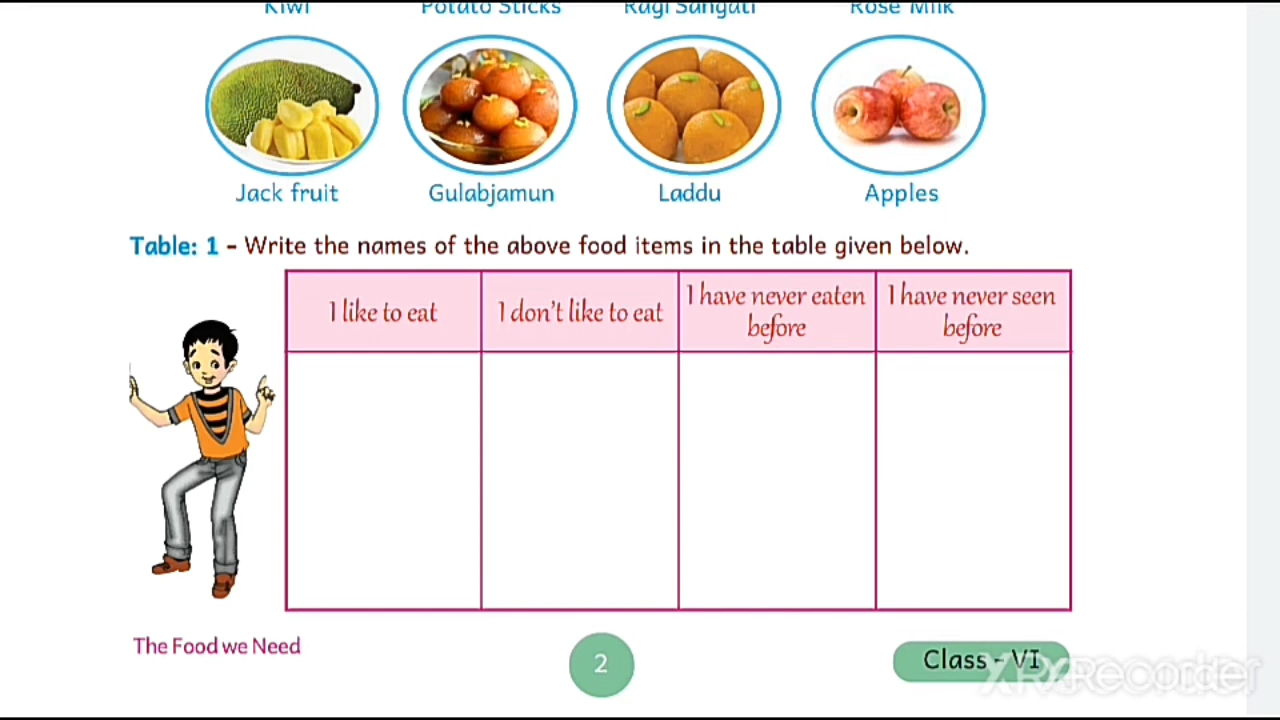 Kiwi Potato Sticks Ragi Sangati Rose Milk
Jack fruit Gulabjamun Laddu Apples
Table: 1 - Write the names of the above food items in the table given below.
I like to eat
I don't like to eat
I have never eaten
before
I have never seen
before
The Food we Need
2
Class - VI
XRecorder